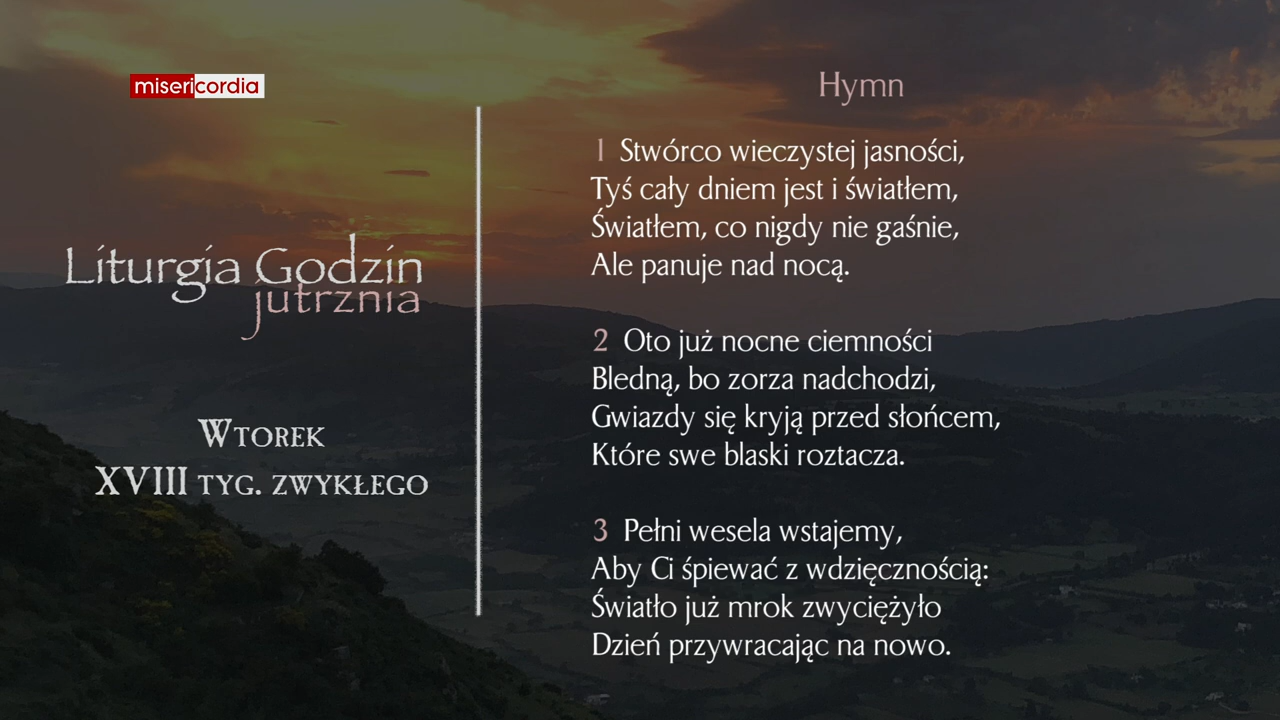 misericordia
Liturgia Godzin
jutrznia
Wtorek
XVIII tyg. zwykłego
Hymn
1 Stwórco wieczystej jasności,
Tyś cały dniem jest i światłem,
Światłem, co nigdy nie gaśnie,
Ale panuje nad nocą.
2 Oto już nocne ciemności
Bledną, bo zorza nadchodzi,
Gwiazdy się kryją przed słońcem,
Które swe blaski roztacza.
3 Pełni wesela wstajemy,
Aby Ci śpiewać z wdzięcznością:
Światło już mrok zwyciężyło
Dzień przywracając na nowo.